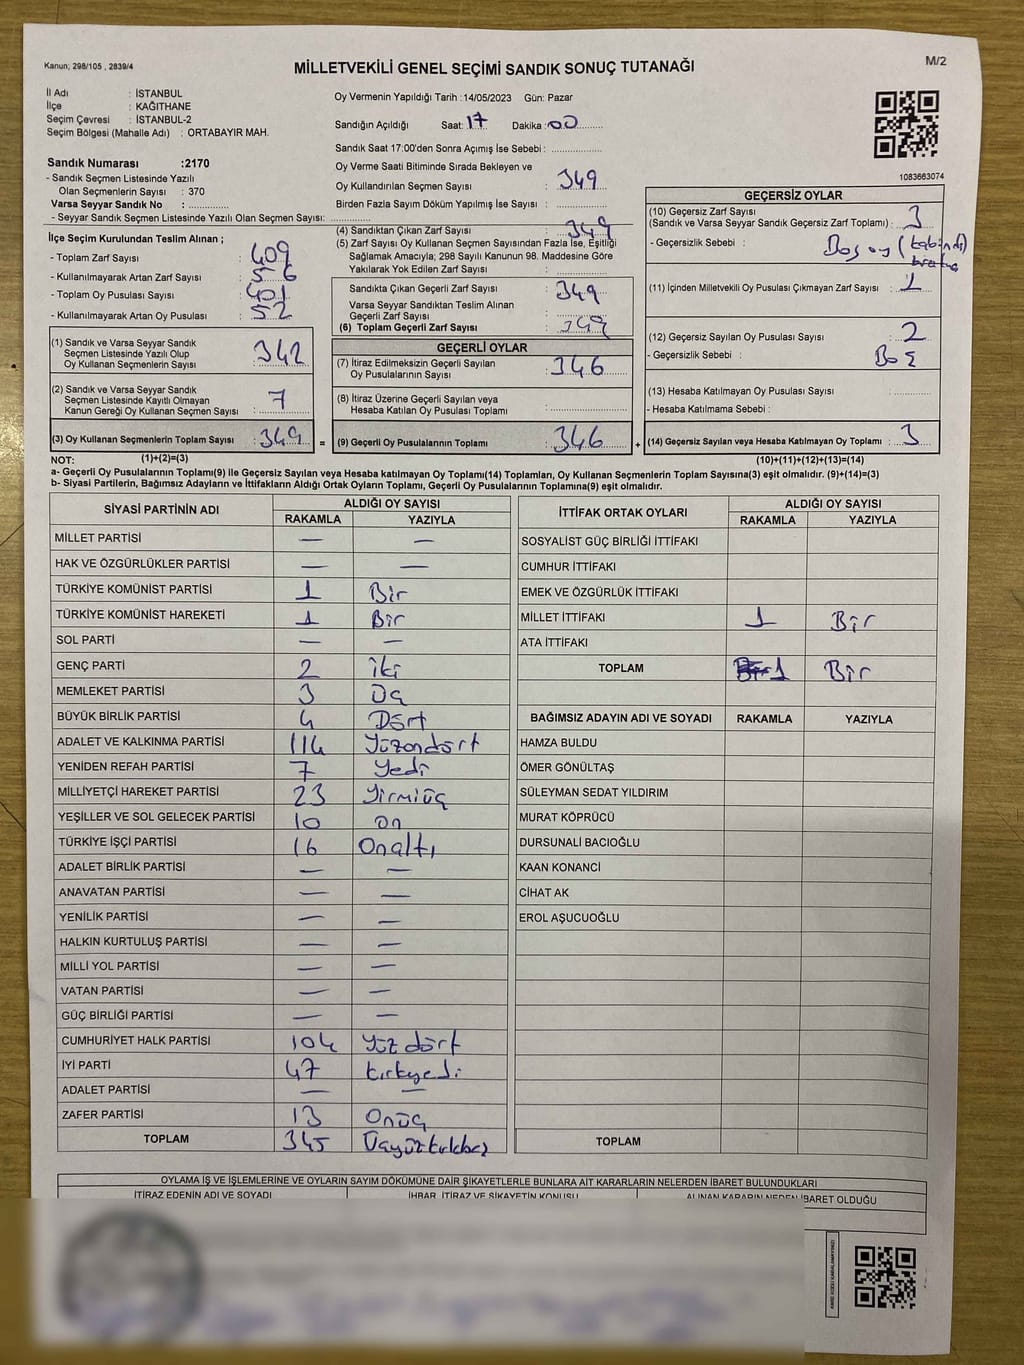 Kanun; 298/105 , 2839/4
M/2
MİLLETVEKİLİ GENEL SEÇİMİ SANDIK SONUÇ TUTANAĞI
İl Adı : İSTANBUL
İlçe : KAĞITHANE
Seçim Çevresi : İSTANBUL-2
Seçim Bölgesi (Mahalle Adı) : ORTABAYIR MAH.
Sandık Numarası :2170
- Sandık Seçmen Listesinde Yazılı
Olan Seçmenlerin Sayısı : 370
Varsa Seyyar Sandık No : ..............
- Seyyar Sandık Seçmen Listesinde Yazılı Olan Seçmen Sayısı: ..............
Oy Vermenin Yapıldığı Tarih :14/05/2023 Gün: Pazar
Sandığın Açıldığı Saat: 17 Dakika : 00
Sandık Saat 17:00'den Sonra Açımış İse Sebebi : ..............
Oy Verme Saati Bitiminde Sırada Bekleyen ve
Oy Kullandırılan Seçmen Sayısı : 349
Birden Fazla Sayım Döküm Yapılmış İse Sayısı : ..............
1083663074
İlçe Seçim Kurulundan Teslim Alınan ;
- Toplam Zarf Sayısı : 409
- Kullanılmayarak Artan Zarf Sayısı : 56
- Toplam Oy Pusulası Sayısı : 401
- Kullanılmayarak Artan Oy Pusulası : 52
(1) Sandık ve Varsa Seyyar Sandık
Seçmen Listesinde Yazılı Olup
Oy Kullanan Seçmenlerin Sayısı : 342
(2) Sandık ve Varsa Seyyar Sandık
Seçmen Listesinde Kayıtlı Olmayan
Kanun Gereği Oy Kullanan Seçmen Sayısı : 7
(3) Oy Kullanan Seçmenlerin Toplam Sayısı : 349 =
(1)+(2)=(3)
(4) Sandıktan Çıkan Zarf Sayısı : 349
(5) Zarf Sayısı Oy Kullanan Seçmen Sayısından Fazla İse, Eşitliği
Sağlamak Amacıyla; 298 Sayılı Kanunun 98. Maddesine Göre
Yakılarak Yok Edilen Zarf Sayısı : ..............
Sandıkta Çıkan Geçerli Zarf Sayısı : 349
Varsa Seyyar Sandıktan Teslim Alınan
Geçerli Zarf Sayısı : ..............
(6) Toplam Geçerli Zarf Sayısı : 349
GEÇERLİ OYLAR
(7) İtiraz Edilmeksizin Geçerli Sayılan
Oy Pusulalarının Sayısı : 346
(8) İtiraz Üzerine Geçerli Sayılan veya
Hesaba Katılan Oy Pusulası Toplamı : ..............
(9) Geçerli Oy Pusulalarının Toplamı : 346 +
GEÇERSİZ OYLAR
(10) Geçersiz Zarf Sayısı
(Sandık ve Varsa Seyyar Sandık Geçersiz Zarf Toplamı) : 3
- Geçersizlik Sebebi : Boş oy
(11) İçinden Milletvekili Oy Pusulası Çıkmayan Zarf Sayısı : 1
(12) Geçersiz Sayılan Oy Pusulası Sayısı : 2
- Geçersizlik Sebebi : Boş
(13) Hesaba Katılmayan Oy Pusulası Sayısı : ..............
- Hesaba Katılmama Sebebi :
(14) Geçersiz Sayılan veya Hesaba Katılmayan Oy Toplamı : 3
(10)+(11)+(12)+(13)=(14)
NOT:
a- Geçerli Oy Pusulalarının Toplamı(9) ile Geçersiz Sayılan veya Hesaba katılmayan Oy Toplamı(14) Toplamları, Oy Kullanan Seçmenlerin Toplam Sayısına(3) eşit olmalıdır. (9)+(14)=(3)
b- Siyasi Partilerin, Bağımsız Adayların ve İttifakların Aldığı Ortak Oyların Toplamı, Geçerli Oy Pusulalarının Toplamına(9) eşit olmalıdır.
SİYASİ PARTİNİN ADI ALDIĞI OY SAYISI
RAKAMLA YAZIYLA
MİLLET PARTİSİ — —
HAK VE ÖZGÜRLÜKLER PARTİSİ — —
TÜRKİYE KOMÜNİST PARTİSİ 1 Bir
TÜRKİYE KOMÜNİST HAREKETİ 1 Bir
SOL PARTİ — —
GENÇ PARTİ 2 iki
MEMLEKET PARTİSİ 3 Üç
BÜYÜK BİRLİK PARTİSİ 4 Dört
ADALET VE KALKINMA PARTİSİ 114 Yüzondört
YENİDEN REFAH PARTİSİ 7 Yedi
MİLLİYETÇİ HAREKET PARTİSİ 23 Yirmiüç
YEŞİLLER VE SOL GELECEK PARTİSİ 10 On
TÜRKİYE İŞÇİ PARTİSİ 16 Onaltı
ADALET BİRLİK PARTİSİ — —
ANAVATAN PARTİSİ — —
YENİLİK PARTİSİ — —
HALKIN KURTULUŞ PARTİSİ — —
MİLLİ YOL PARTİSİ — —
VATAN PARTİSİ — —
GÜÇ BİRLİĞİ PARTİSİ — —
CUMHURİYET HALK PARTİSİ 104 Yüz dört
İYİ PARTİ 47 kırkyedi
ADALET PARTİSİ — —
ZAFER PARTİSİ 13 Onüç
TOPLAM 345 Üçyüzkırkbeş
İTTİFAK ORTAK OYLARI ALDIĞI OY SAYISI
RAKAMLA YAZIYLA
SOSYALİST GÜÇ BİRLİĞİ İTTİFAKI
CUMHUR İTTİFAKI
EMEK VE ÖZGÜRLÜK İTTİFAKI
MİLLET İTTİFAKI 1 Bir
ATA İTTİFAKI
TOPLAM 1 Bir
BAĞIMSIZ ADAYIN ADI VE SOYADI RAKAMLA YAZIYLA
HAMZA BULDU
ÖMER GÖNÜLTAŞ
SÜLEYMAN SEDAT YILDIRIM
MURAT KÖPRÜCÜ
DURSUNALİ BACIOĞLU
KAAN KONANCİ
CİHAT AK
EROL AŞUCUOĞLU
TOPLAM
OYLAMA İŞ VE İŞLEMLERİNE VE OYLARIN SAYIM DÖKÜMÜNE DAİR ŞİKAYETLERLE BUNLARA AİT KARARLARIN NELERDEN İBARET BULUNDUKLARI
İTİRAZ EDENİN ADI VE SOYADI İHBAR, İTİRAZ VE ŞİKAYETİN KONUSU ALINAN KARARIN NEDEN İBARET OLDUĞU